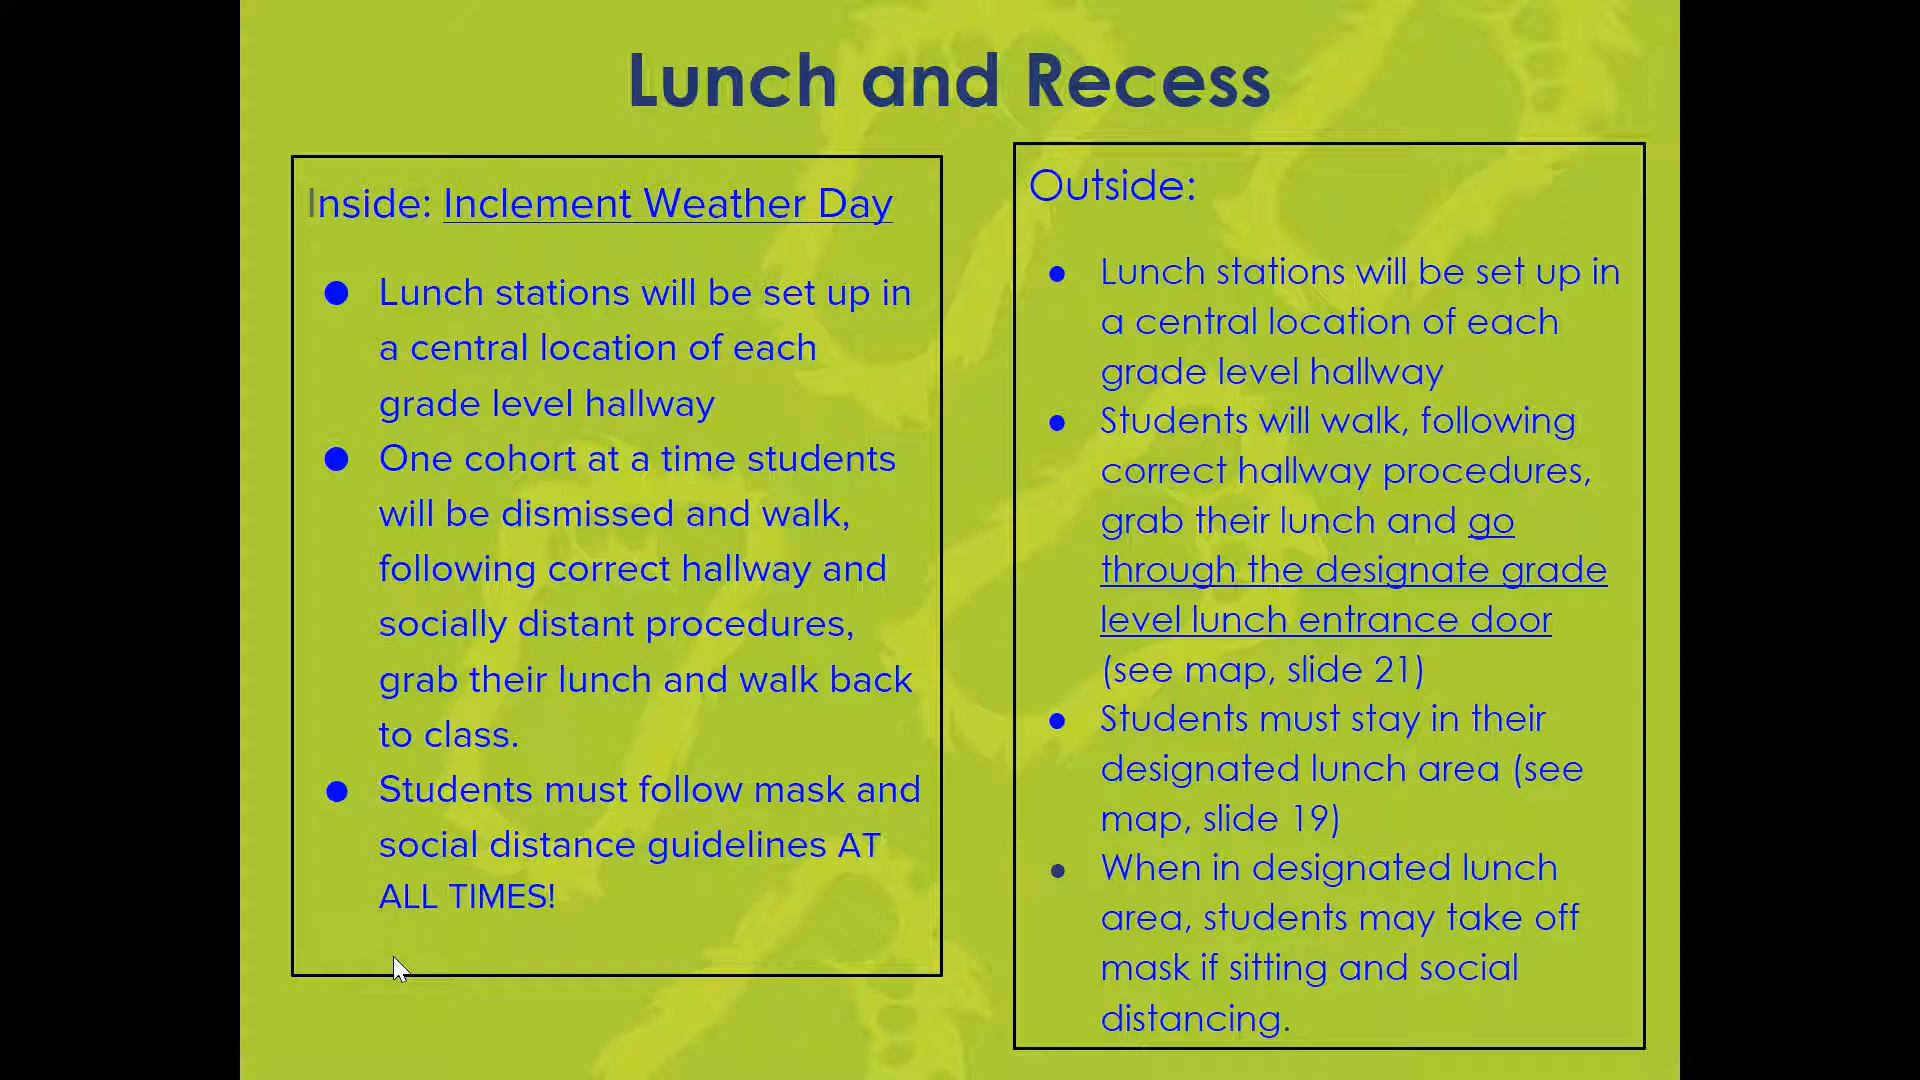 Lunch and Recess
Inside: Inclement Weather Day
● Lunch stations will be set up in
a central location of each
grade level hallway
● One cohort at a time students
will be dismissed and walk,
following correct hallway and
socially distant procedures,
grab their lunch and walk back
to class.
● Students must follow mask and
social distance guidelines AT
ALL TIMES!
Outside:
● Lunch stations will be set up in
a central location of each
grade level hallway
● Students will walk, following
correct hallway procedures,
grab their lunch and go
through the designate grade
level lunch entrance door
(see map, slide 21)
● Students must stay in their
designated lunch area (see
map, slide 19)
● When in designated lunch
area, students may take off
mask if sitting and social
distancing.